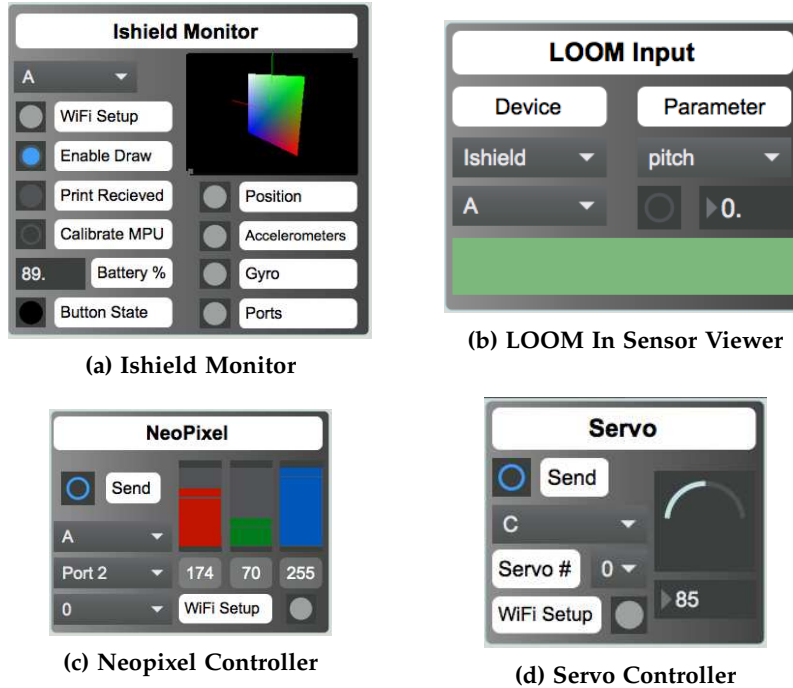 Ishield Monitor
A
WiFi Setup
Enable Draw
Print Recieved
Position
Calibrate MPU
Accelerometers
89.
Battery %
Gyro
Button State
Ports
(a) Ishield Monitor
LOOM Input
Device
Parameter
Ishield
pitch
A
0.
(b) LOOM In Sensor Viewer
NeoPixel
Send
A
Port 2
174
70
255
0
WiFi Setup
(c) Neopixel Controller
Servo
Send
C
Servo #
0
WiFi Setup
85
(d) Servo Controller